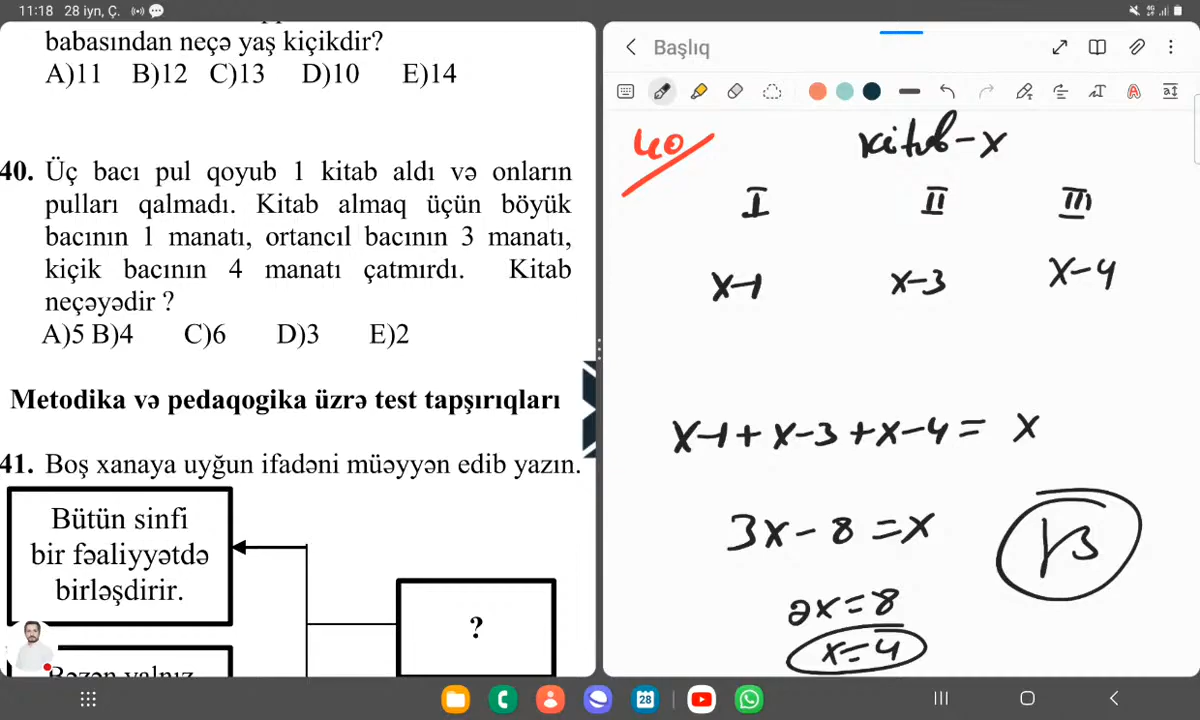 11:18 28 iyn, Ç.
babasından neçə yaş kiçikdir?
A)11 B)12 C)13 D)10 E)14
40. Üç bacı pul qoyub 1 kitab aldı və onların
pulları qalmadı. Kitab almaq üçün böyük
bacının 1 manatı, ortancıl bacının 3 manatı,
kiçik bacının 4 manatı çatmırdı. Kitab
neçəyədir ?
A)5 B)4 C)6 D)3 E)2
Metodika və pedaqogika üzrə test tapşırıqları
41. Boş xanaya uyğun ifadəni müəyyən edib yazın.
Bütün sinfi
bir fəaliyyətdə
birləşdirir.
?
Bəzən yalnız
Başlıq
40
kitab-x
I II III
x-1 x-3 x-4
x-1+x-3+x-4= x
3x-8=x
2x=8
x=4
B
28